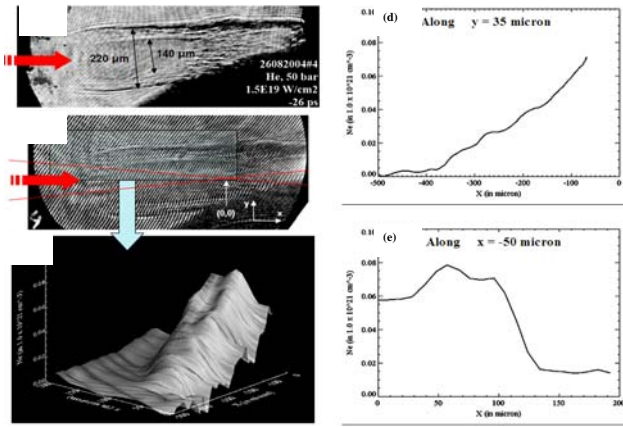 220 µm
140 µm
26082004#4
He, 50 bar
1.5E19 W/cm2
-26 ps
(0,0)
y
x
(d)
Along y = 35 micron
Ne (in 1.0 x 10^21 cm^-3)
0.10
0.08
0.06
0.04
0.02
0.00
-500
-400
-300
-200
-100
0
X (in micron)
(e)
Along x = -50 micron
Ne (in 1.0 x 10^21 cm^-3)
0.10
0.08
0.06
0.04
0.02
0.00
0
50
100
150
200
X (in micron)